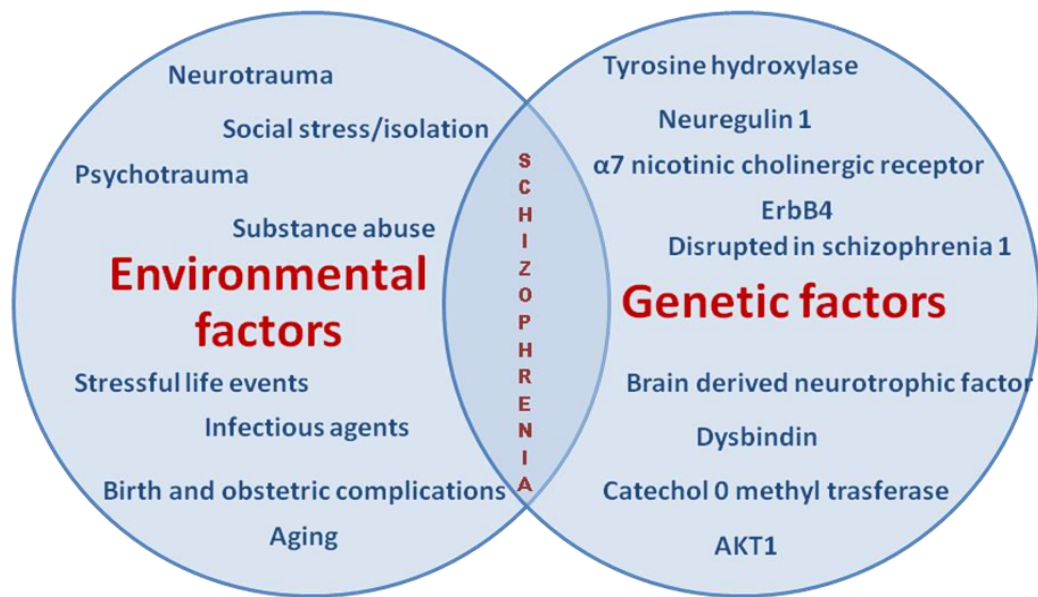 Neurotrauma
Social stress/isolation
Psychotrauma
Substance abuse
Environmental
factors
Stressful life events
Infectious agents
Birth and obstetric complications
Aging
SCHIZOPHRENIA
Tyrosine hydroxylase
Neuregulin 1
α7 nicotinic cholinergic receptor
ErbB4
Disrupted in schizophrenia 1
Genetic factors
Brain derived neurotrophic factor
Dysbindin
Catechol 0 methyl trasferase
AKT1